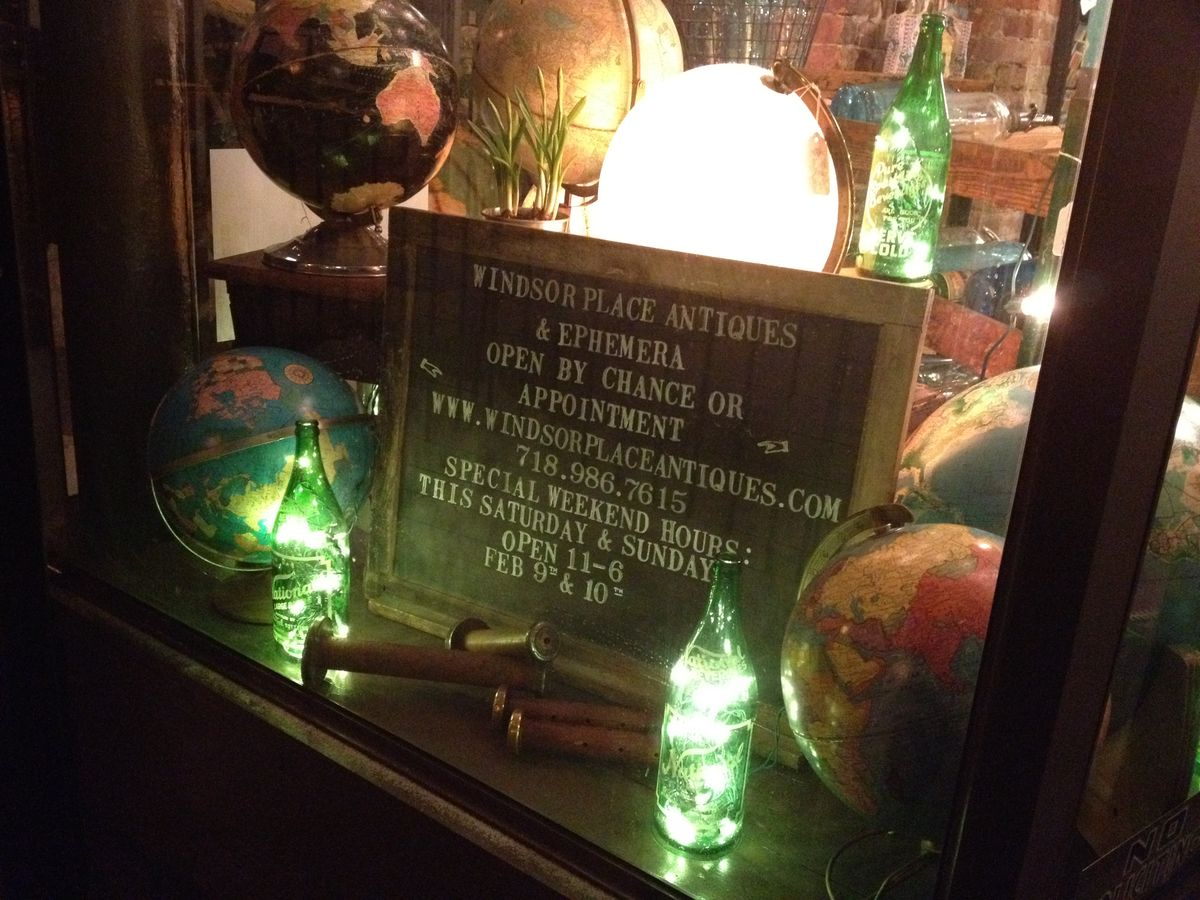 WINDSOR PLACE ANTIQUES
& EPHEMERA
OPEN BY CHANCE OR
APPOINTMENT
WWW.WINDSORPLACEANTIQUES.COM
718.986.7615
SPECIAL WEEKEND HOURS:
THIS SATURDAY & SUNDAY
OPEN 11-6
FEB 9TH & 10TH
NO